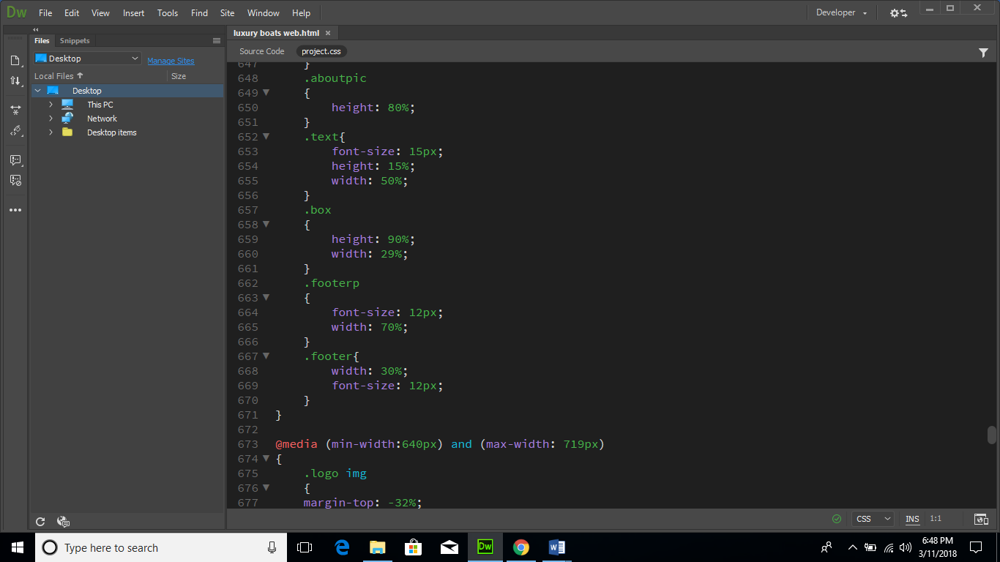 Dw File Edit View Insert Tools Find Site Window Help Developer
Files Snippets
Desktop Manage Sites
Local Files Size
Desktop
This PC
Network
Desktop items
luxury boats web.html ×
Source Code project.css
647 }
648 .aboutpic
649 {
650 height: 80%;
651 }
652 .text{
653 font-size: 15px;
654 height: 15%;
655 width: 50%;
656 }
657 .box
658 {
659 height: 90%;
660 width: 29%;
661 }
662 .footerp
663 {
664 font-size: 12px;
665 width: 70%;
666 }
667 .footer{
668 width: 30%;
669 font-size: 12px;
670 }
671 }
672
673 @media (min-width:640px) and (max-width: 719px)
674 {
675 .logo img
676 {
677 margin-top: -32%;
CSS INS 1:1
Type here to search
Dw
6:48 PM
3/11/2018